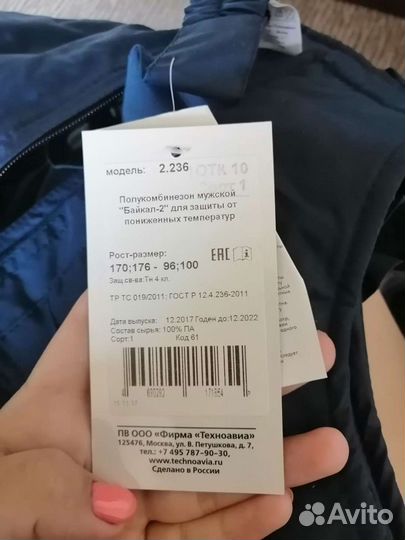 модель: 2.236
ОТК 10
Полукомбинезон мужской
"Байкал-2" для защиты от
пониженных температур
Рост-размер:
170;176 - 96;100
EAC
Защ.св-ва:Тн 4 кл.
ТР ТС 019/2011; ГОСТ Р 12.4.236-2011
Дата выпуска: 12.2017 Годен до:12.2022
Состав сырья: 100% ПА
Сорт:1 Код 61
ПВ ООО «Фирма «Техноавиа»
125476, Москва, ул. В. Петушкова, д. 7,
тел.: +7 495 787-90-30,
www.technoavia.ru
Сделано в России
Avito